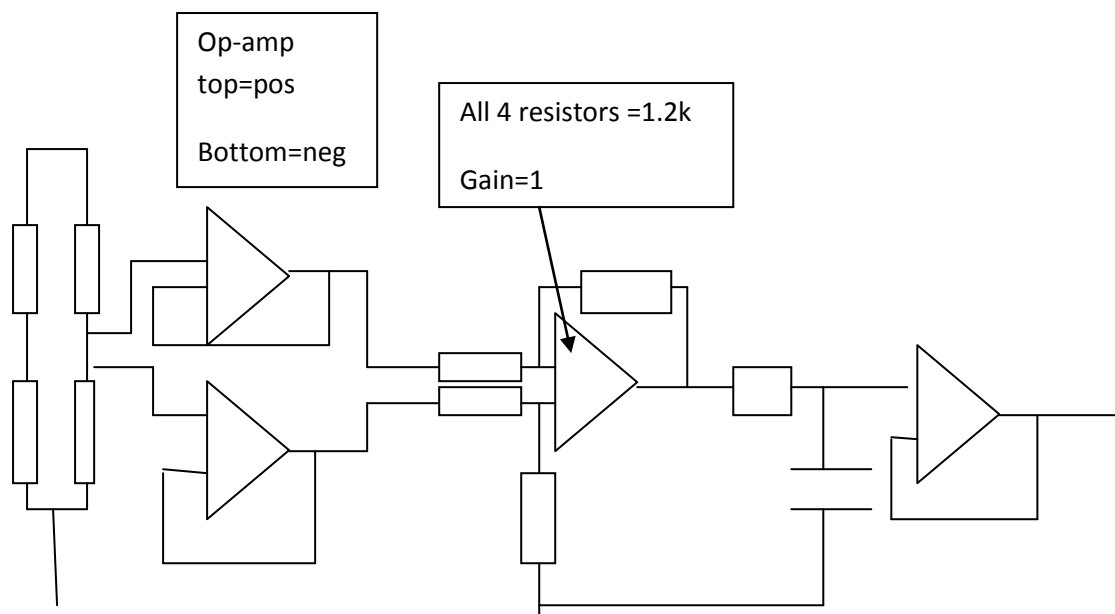 Op-amp
top=pos
Bottom=neg
All 4 resistors =1.2k
Gain=1